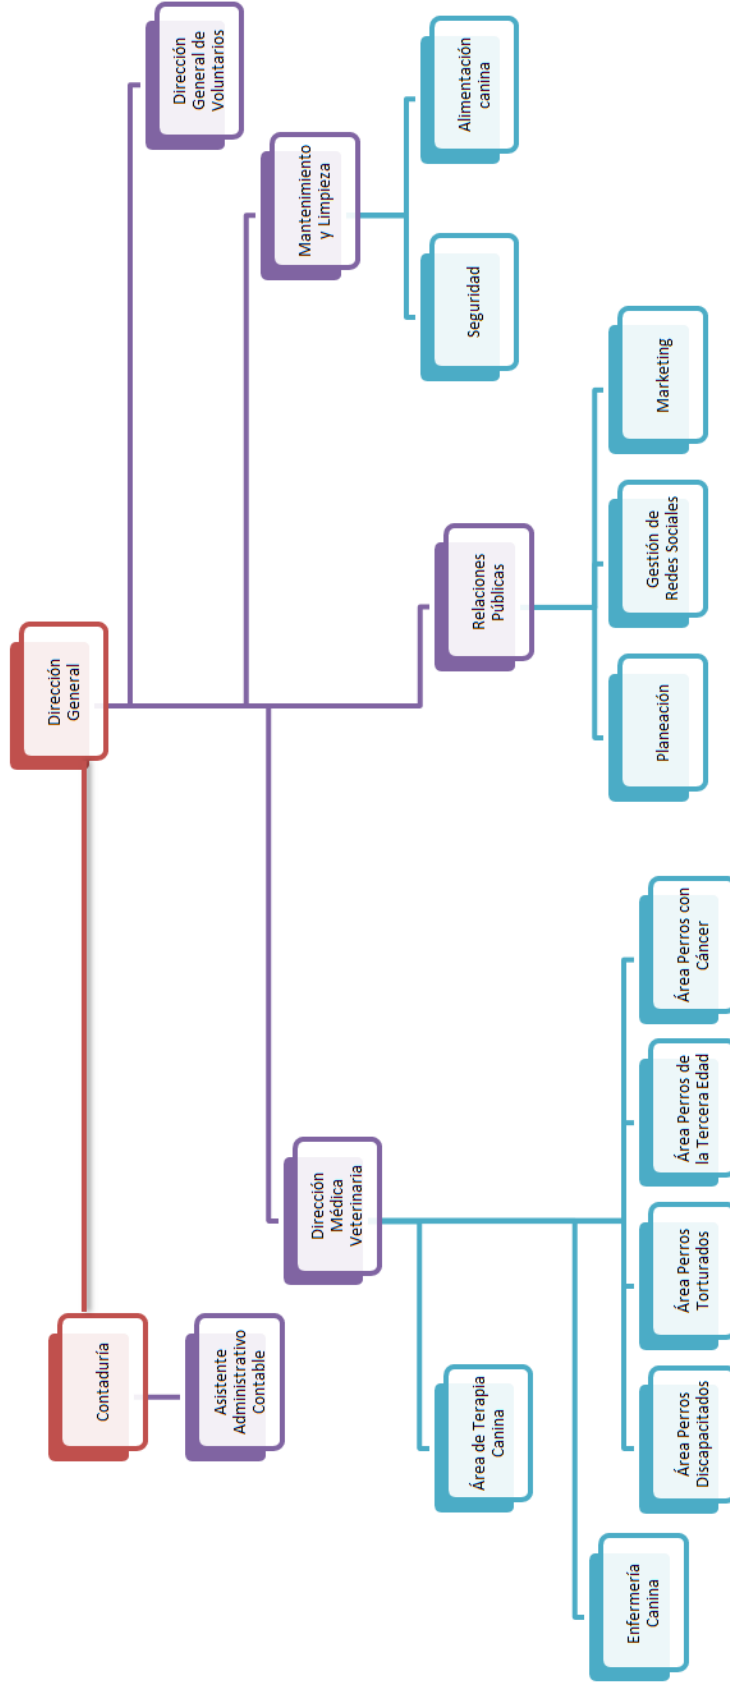 Dirección
General
Contaduría
Asistente
Administrativo
Contable
Dirección
General de
Voluntarios
Mantenimiento
y Limpieza
Dirección
Médica
Veterinaria
Relaciones
Públicas
Seguridad
Alimentación
canina
Área de Terapia
Canina
Enfermería
Canina
Área Perros
Discapacitados
Área Perros
Torturados
Área Perros de
la Tercera Edad
Área Perros con
Cáncer
Planeación
Gestión de
Redes Sociales
Marketing